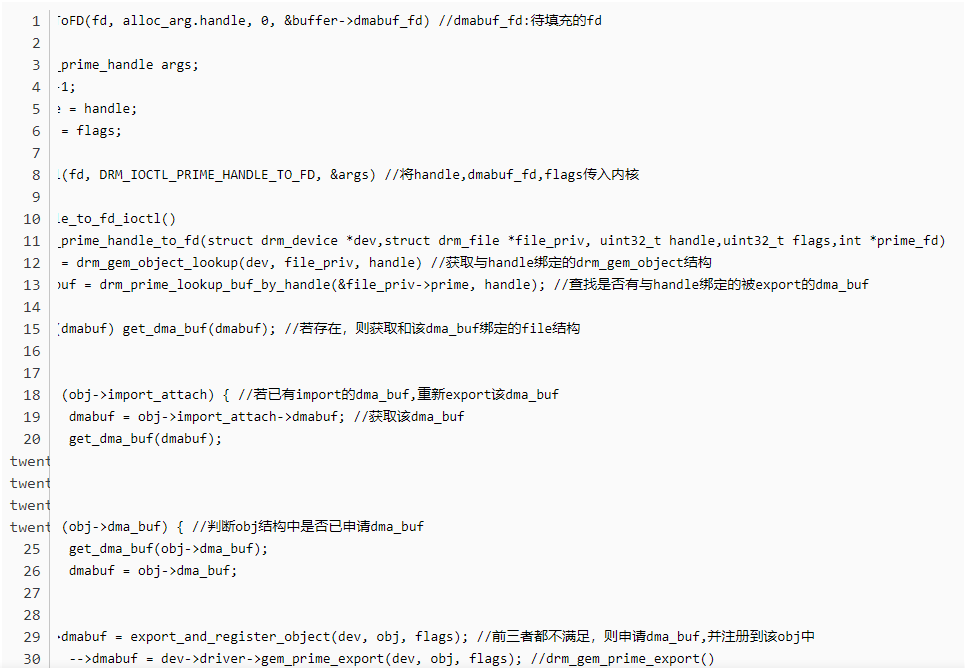 1 oFD(fd, alloc_arg.handle, 0, &buffer->dmabuf_fd) //dmabuf_fd:待填充的fd
2
3 _prime_handle args;
4 -1;
5 e = handle;
6 = flags;
7
8 l(fd, DRM_IOCTL_PRIME_HANDLE_TO_FD, &args) //将handle,dmabuf_fd,flags传入内核
9
10 le_to_fd_ioctl()
11 _prime_handle_to_fd(struct drm_device *dev,struct drm_file *file_priv, uint32_t handle,uint32_t flags,int *prime_fd)
12 = drm_gem_object_lookup(dev, file_priv, handle) //获取与handle绑定的drm_gem_object结构
13 buf = drm_prime_lookup_buf_by_handle(&file_priv->prime, handle); //查找是否有与handle绑定的被export的dma_buf
14
15 (dmabuf) get_dma_buf(dmabuf); //若存在，则获取和该dma_buf绑定的file结构
16
17
18 (obj->import_attach) { //若已有import的dma_buf,重新export该dma_buf
19 dmabuf = obj->import_attach->dmabuf; //获取该dma_buf
20 get_dma_buf(dmabuf);
twent
twent
twent
twent (obj->dma_buf) { //判断obj结构中是否已申请dma_buf
25 get_dma_buf(obj->dma_buf);
26 dmabuf = obj->dma_buf;
27
28
29 >dmabuf = export_and_register_object(dev, obj, flags); //前三者都不满足，则申请dma_buf,并注册到该obj中
30 -->dmabuf = dev->driver->gem_prime_export(dev, obj, flags); //drm_gem_prime_export()